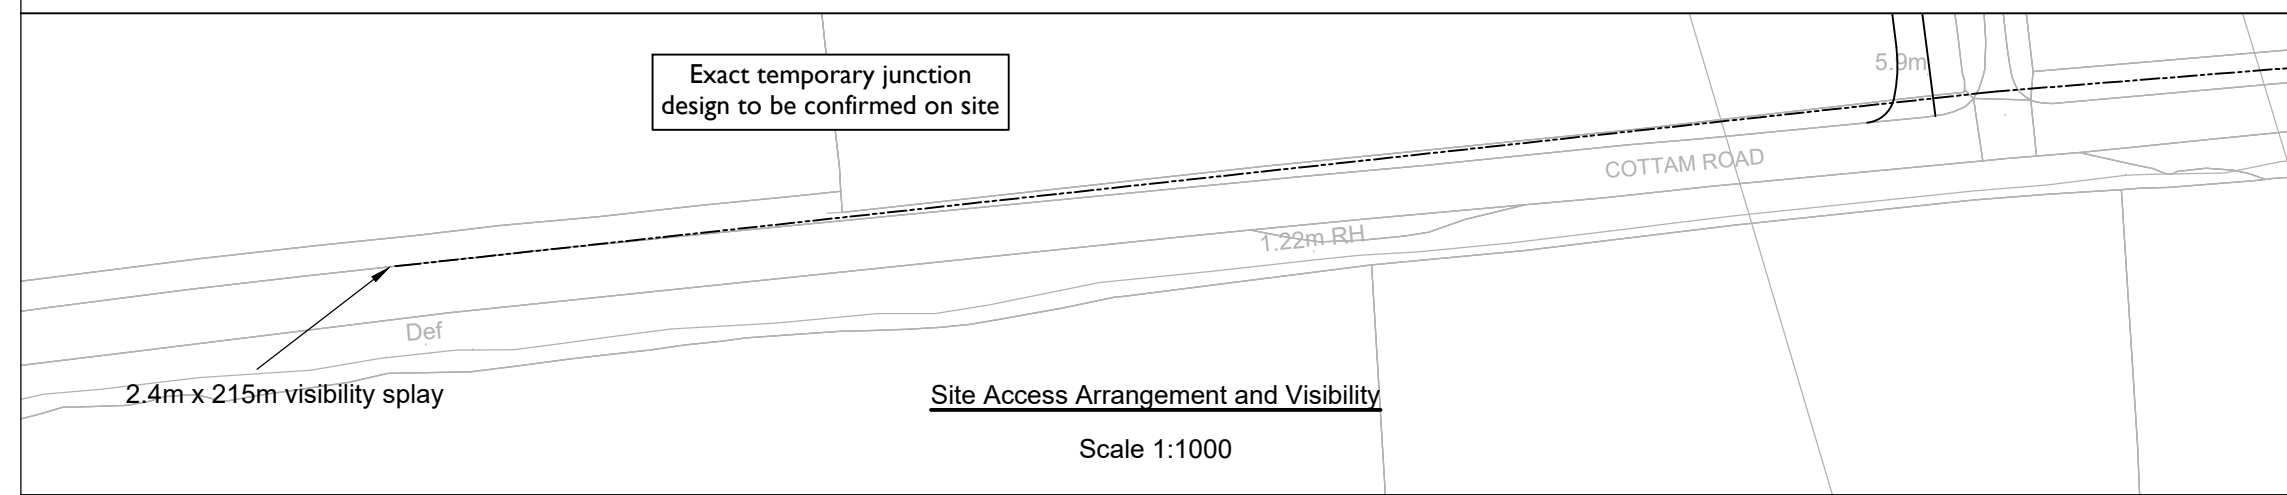 Exact temporary junction
design to be confirmed on site
5.9m
COTTAM ROAD
1.22m RH
Def
2.4m x 215m visibility splay
Site Access Arrangement and Visibility
Scale 1:1000